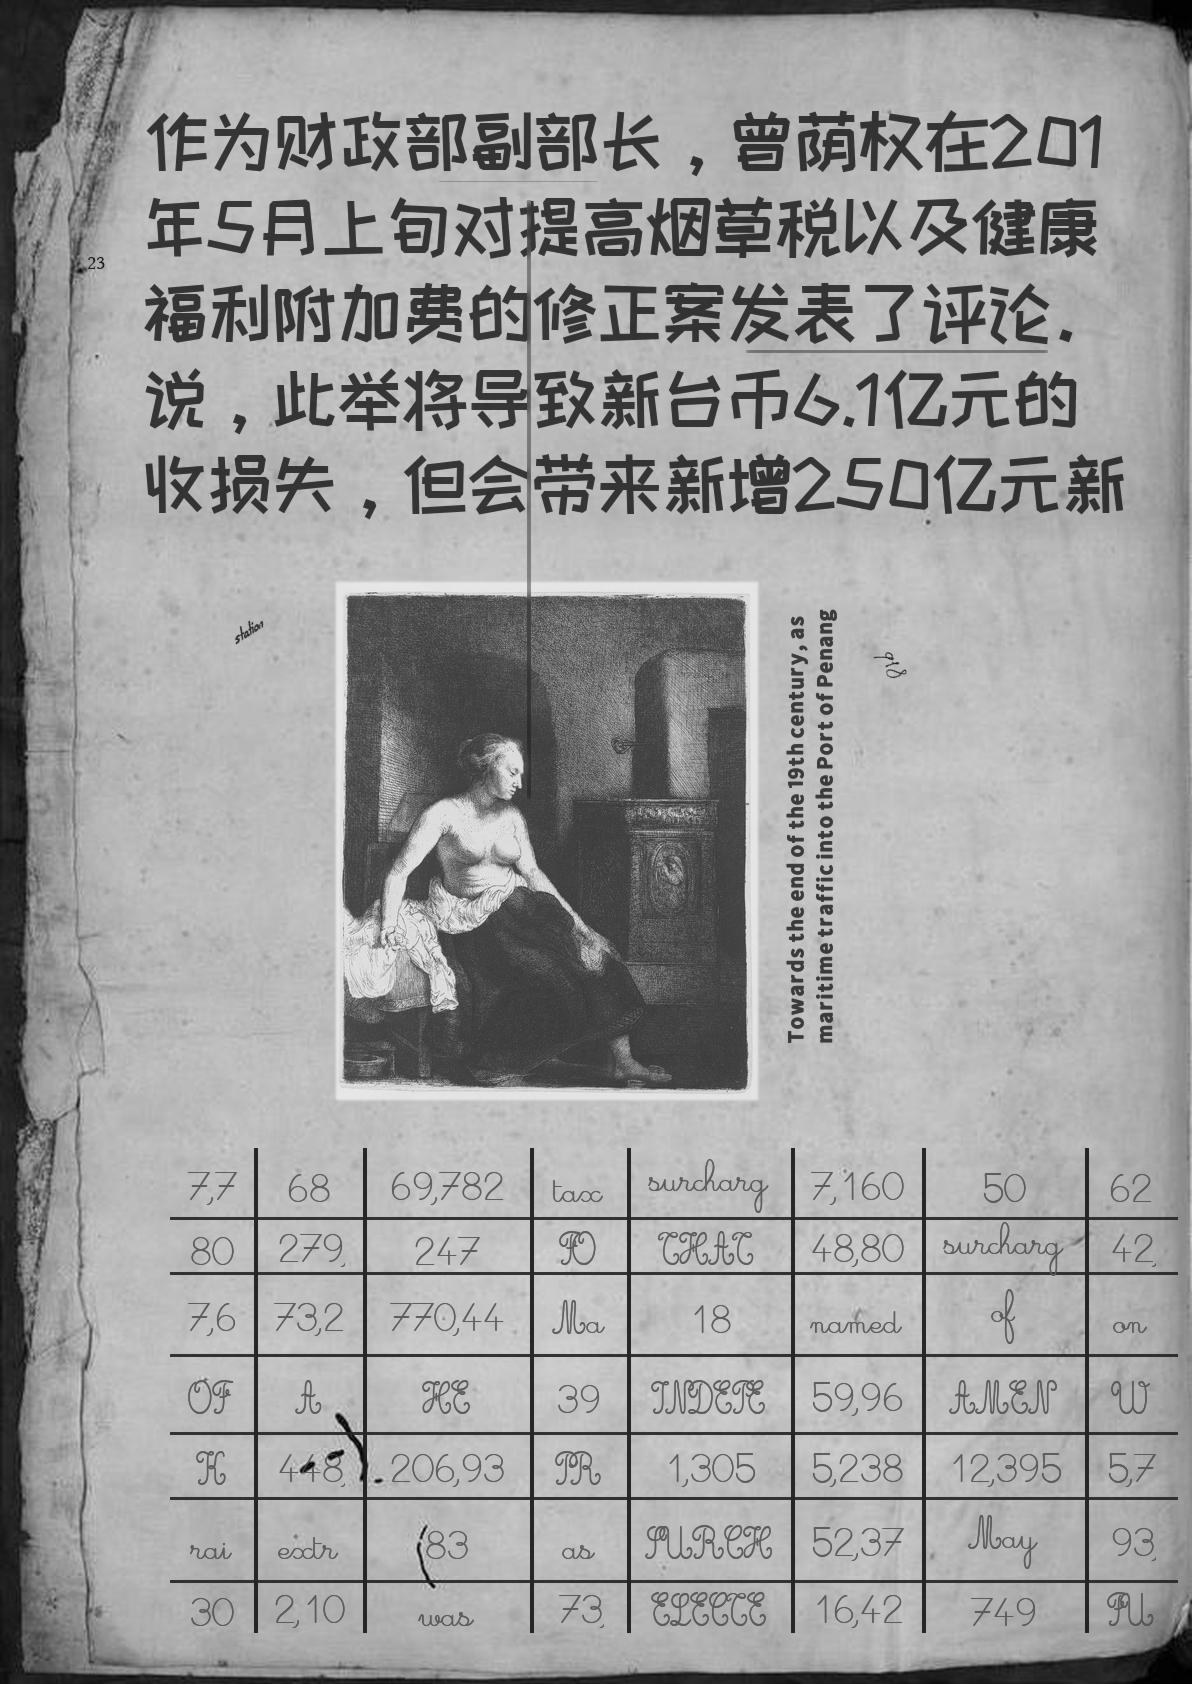 作为财政部副部长，曾荫权在201
年5月上旬对提高烟草税以及健康
23
福利附加费的修正案发表了评论.
说，此举将导致新台币6.1亿元的
收损失，但会带来新增250亿元新
station
Towards the end of the 19th century, as
maritime traffic into the Port of Penang
7,7 68 69,782 tax surcharg 7,160 50 62
80 279, 247 TO THAT 48,80 surcharg 42,
7,6 73,2 770,44 Ma 18 named of on
OF A HE 39 INDEPE 59,96 AMEN W
K 448, 206,93 PR 1,305 5,238 12,395 5,7
rai extr 83 as SURCH 52,37 May 93,
30 2,10 was 73, ELECTE 16,42 749 PU